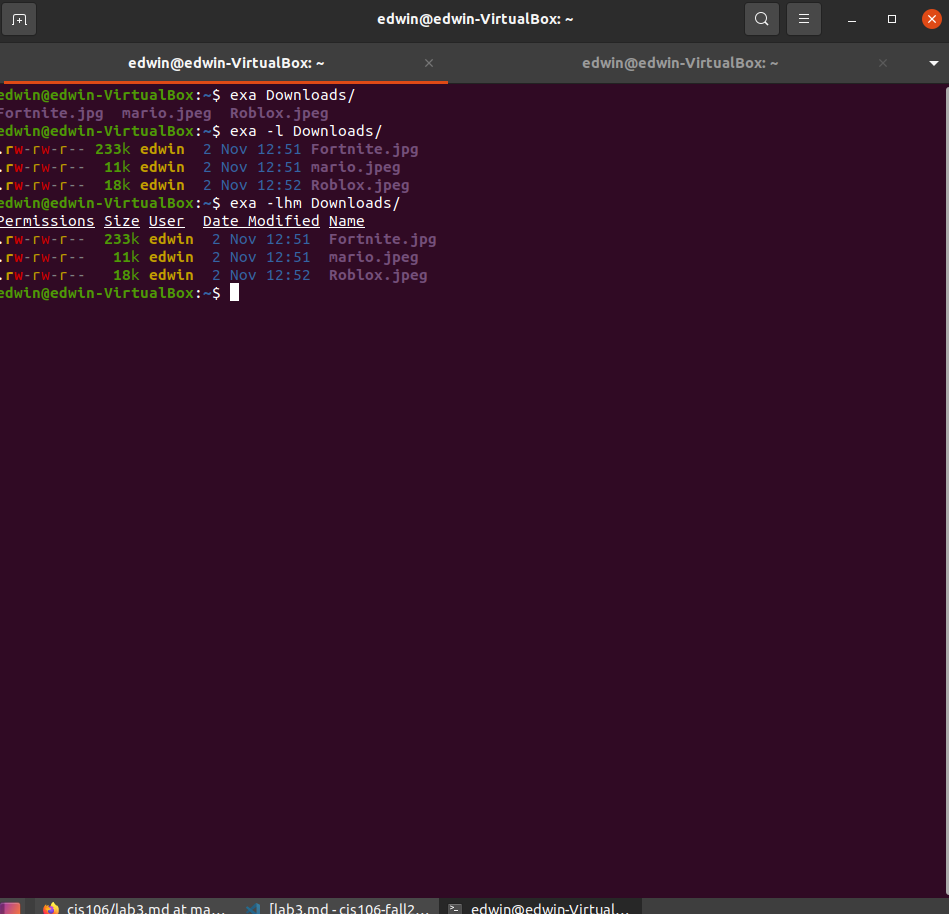 edwin@edwin-VirtualBox: ~
edwin@edwin-VirtualBox: ~ edwin@edwin-VirtualBox: ~
edwin@edwin-VirtualBox:~$ exa Downloads/
Fortnite.jpg mario.jpeg Roblox.jpeg
edwin@edwin-VirtualBox:~$ exa -l Downloads/
.rw-rw-r-- 233k edwin 2 Nov 12:51 Fortnite.jpg
.rw-rw-r-- 11k edwin 2 Nov 12:51 mario.jpeg
.rw-rw-r-- 18k edwin 2 Nov 12:52 Roblox.jpeg
edwin@edwin-VirtualBox:~$ exa -lhm Downloads/
Permissions Size User Date Modified Name
.rw-rw-r-- 233k edwin 2 Nov 12:51 Fortnite.jpg
.rw-rw-r-- 11k edwin 2 Nov 12:51 mario.jpeg
.rw-rw-r-- 18k edwin 2 Nov 12:52 Roblox.jpeg
edwin@edwin-VirtualBox:~$
cis106/lab3.md at ma... [lab3.md - cis106-fall2... edwin@edwin-Virtual...